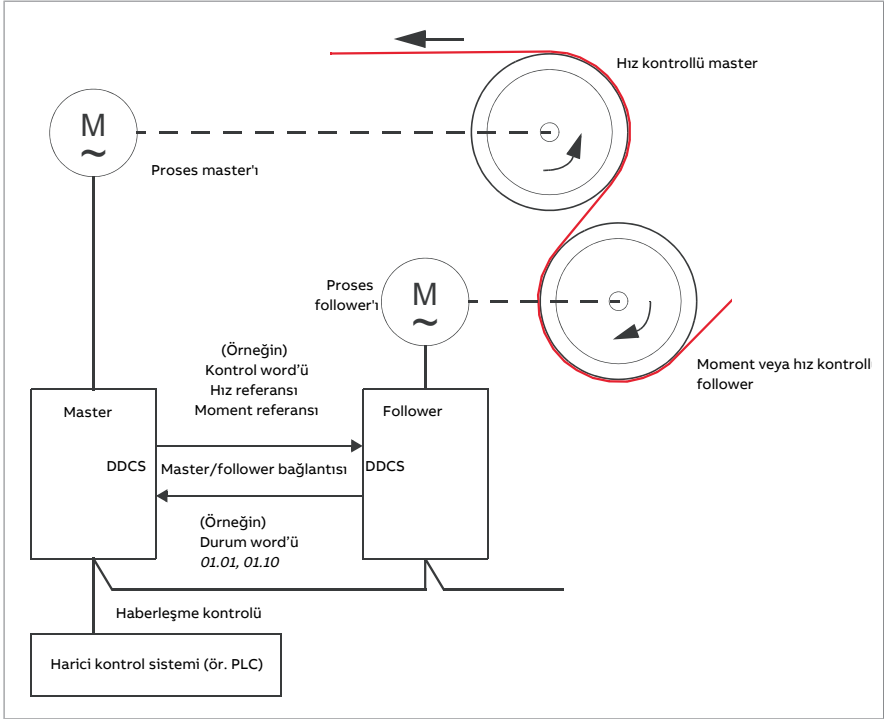 Hız kontrollü master
M
~
Proses master'ı
Proses
follower'ı
M
~
Moment veya hız kontroll
follower
(Örneğin)
Kontrol word'ü
Hız referansı
Moment referansı
Master
Follower
DDCS
Master/follower bağlantısı
DDCS
(Örneğin)
Durum word'ü
01.01, 01.10
Haberleşme kontrolü
Harici kontrol sistemi (ör. PLC)